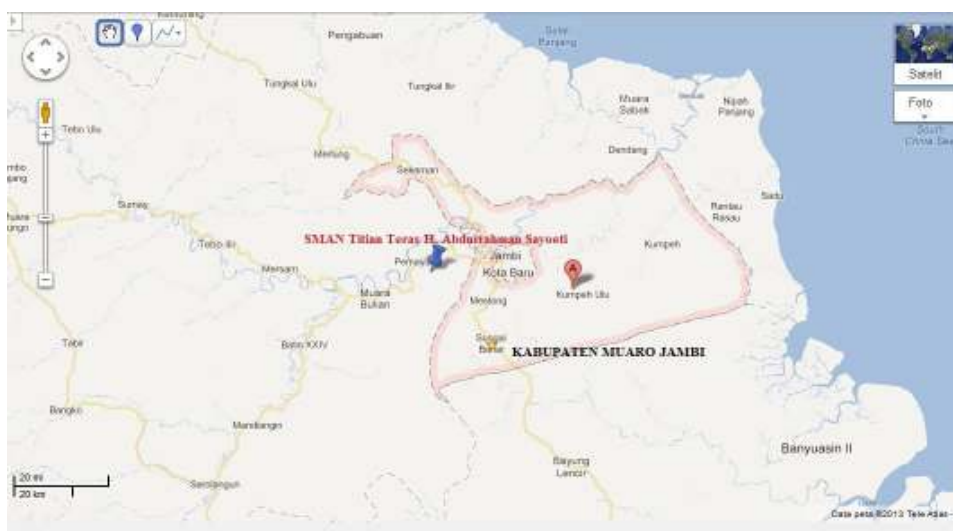 Pengabuan
Satelit
Foto
South
China Sea
Tungkal Ulu
Tungkal Ilir
Muara
Sabak
Nipah
Panjang
Tebo Ulu
Merlung
Dendang
Sekernan
Sadu
Sumay
Rantau
Rasau
Tebo Ilir
SMAN Titian Teras H. Abdurrahman Sayoeti
Kumpeh
Jambi
Kota Baru
A
Mersam
Muara
Bulian
Mestong
Kumpeh Ulu
Sungai
Bahar
KABUPATEN MUARO JAMBI
Batin XXIV
Tabir
Bangko
Mandiangin
Banyuasin II
Bayung
Lencir
20 mi
20 km
Sarolangun
Data peta ©2013 Tele Atlas -